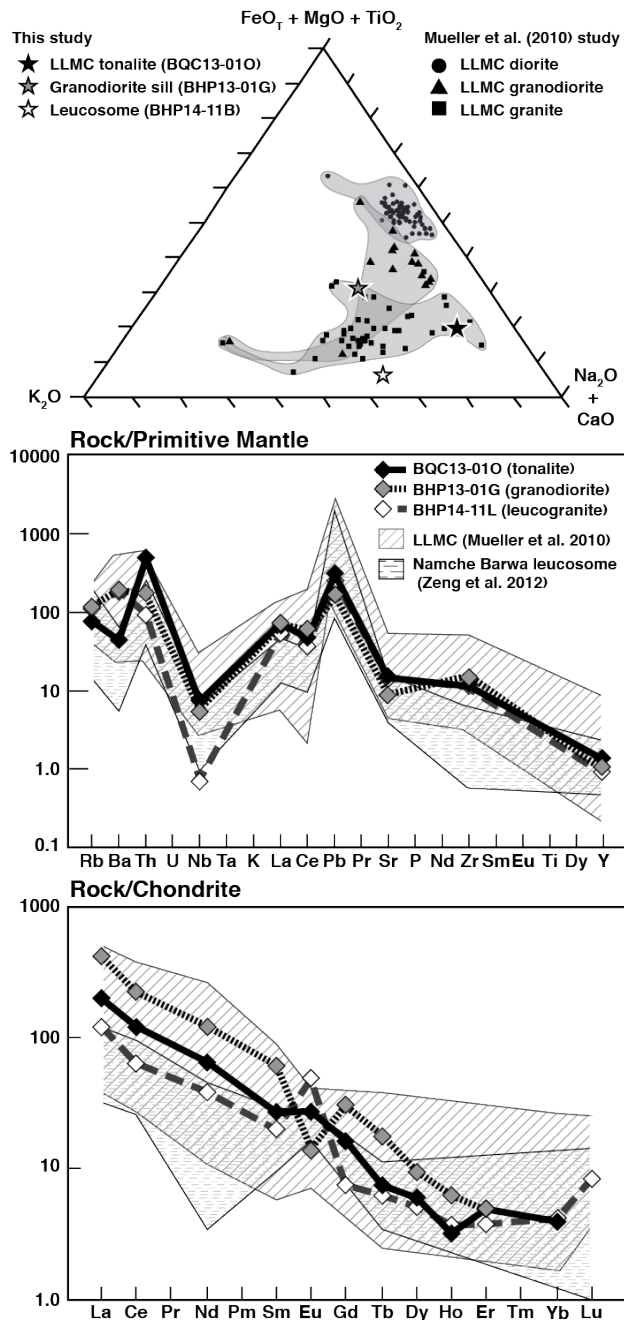 FeO_T + MgO + TiO_2
This study
LLMC tonalite (BQC13-01O)
Granodiorite sill (BHP13-01G)
Leucosome (BHP14-11B)
Mueller et al. (2010) study
LLMC diorite
LLMC granodiorite
LLMC granite
K_2O
Na_2O
+
CaO
Rock/Primitive Mantle
BQC13-01O (tonalite)
BHP13-01G (granodiorite)
BHP14-11L (leucogranite)
LLMC (Mueller et al. 2010)
Namche Barwa leucosome
(Zeng et al. 2012)
10000
1000
100
10
1.0
0.1
Rb Ba Th U Nb Ta K La Ce Pb Pr Sr P Nd Zr Sm Eu Ti Dy Y
Rock/Chondrite
1000
100
10
1.0
La Ce Pr Nd Pm Sm Eu Gd Tb Dy Ho Er Tm Yb Lu